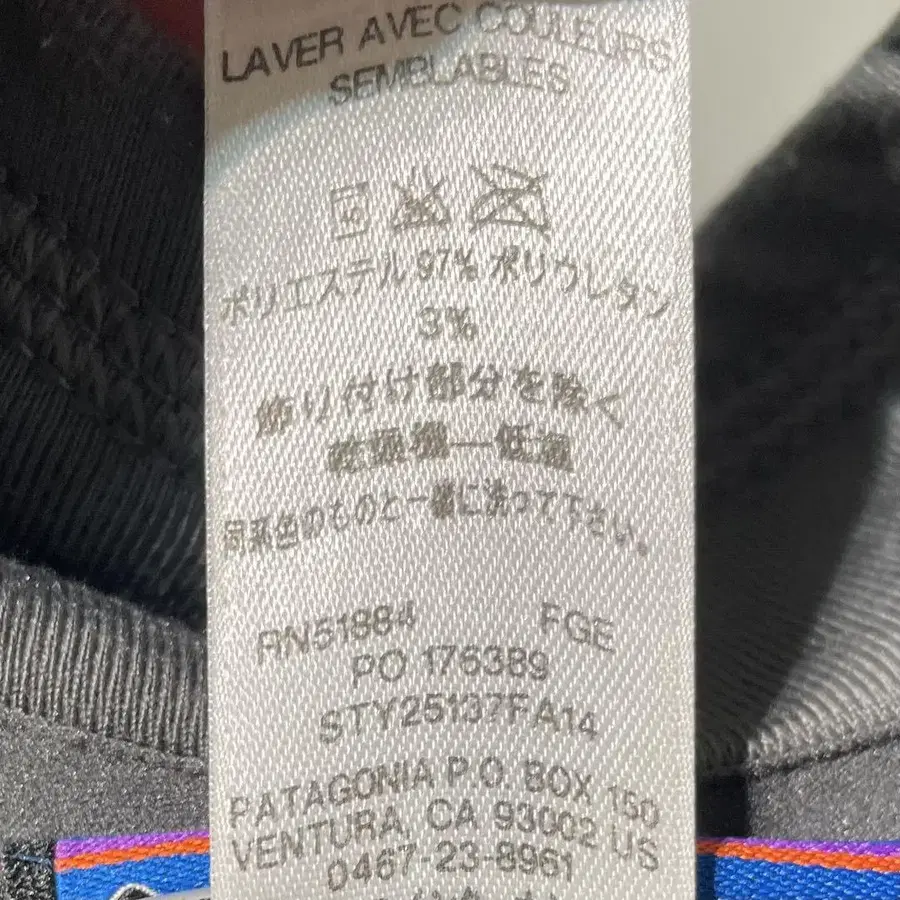 LAVER AVEC COULEURS
SEMBLABLES
ポリエステル 97% ポリウレタン
3%
飾り付け部分を除く
乾燥機—低温
同系色のものと一緒に洗って下さい。
RN51884 FGE
PO 176389
STY25137FA14
PATAGONIA P.O. BOX 150
VENTURA, CA 93002 US
0467-23-8961